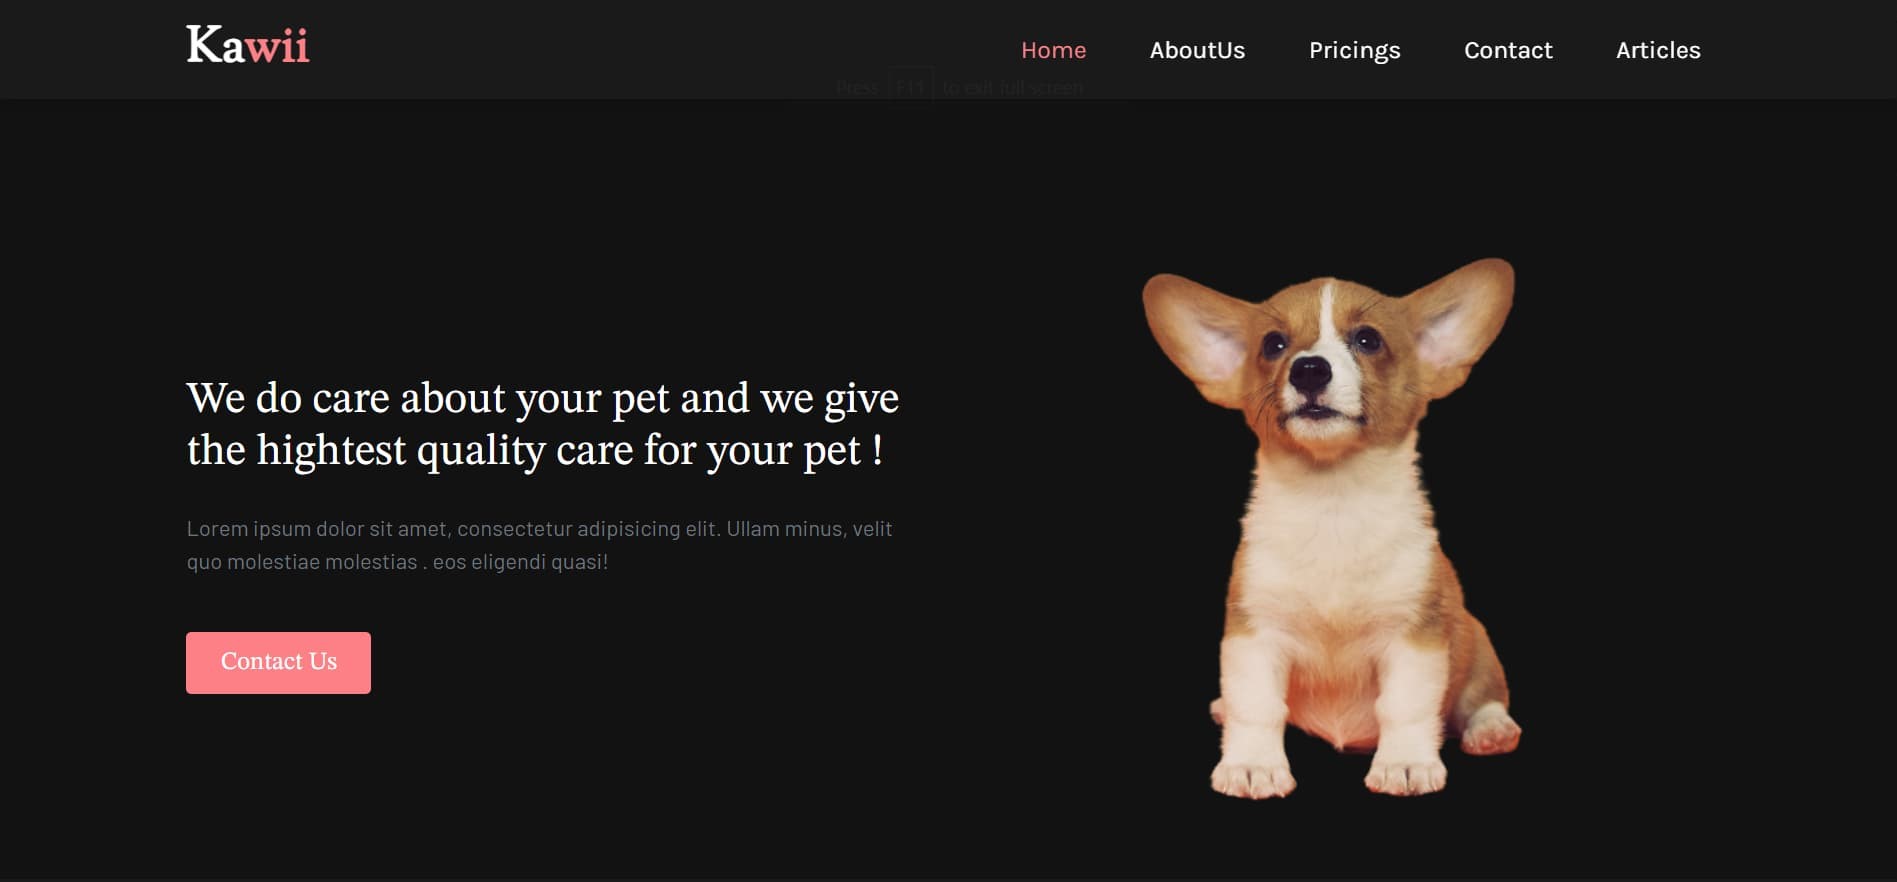 Kawii
Home AboutUs Pricings Contact Articles
Press F11 to exit full screen
We do care about your pet and we give
the hightest quality care for your pet !
Lorem ipsum dolor sit amet, consectetur adipisicing elit. Ullam minus, velit
quo molestiae molestias . eos eligendi quasi!
Contact Us